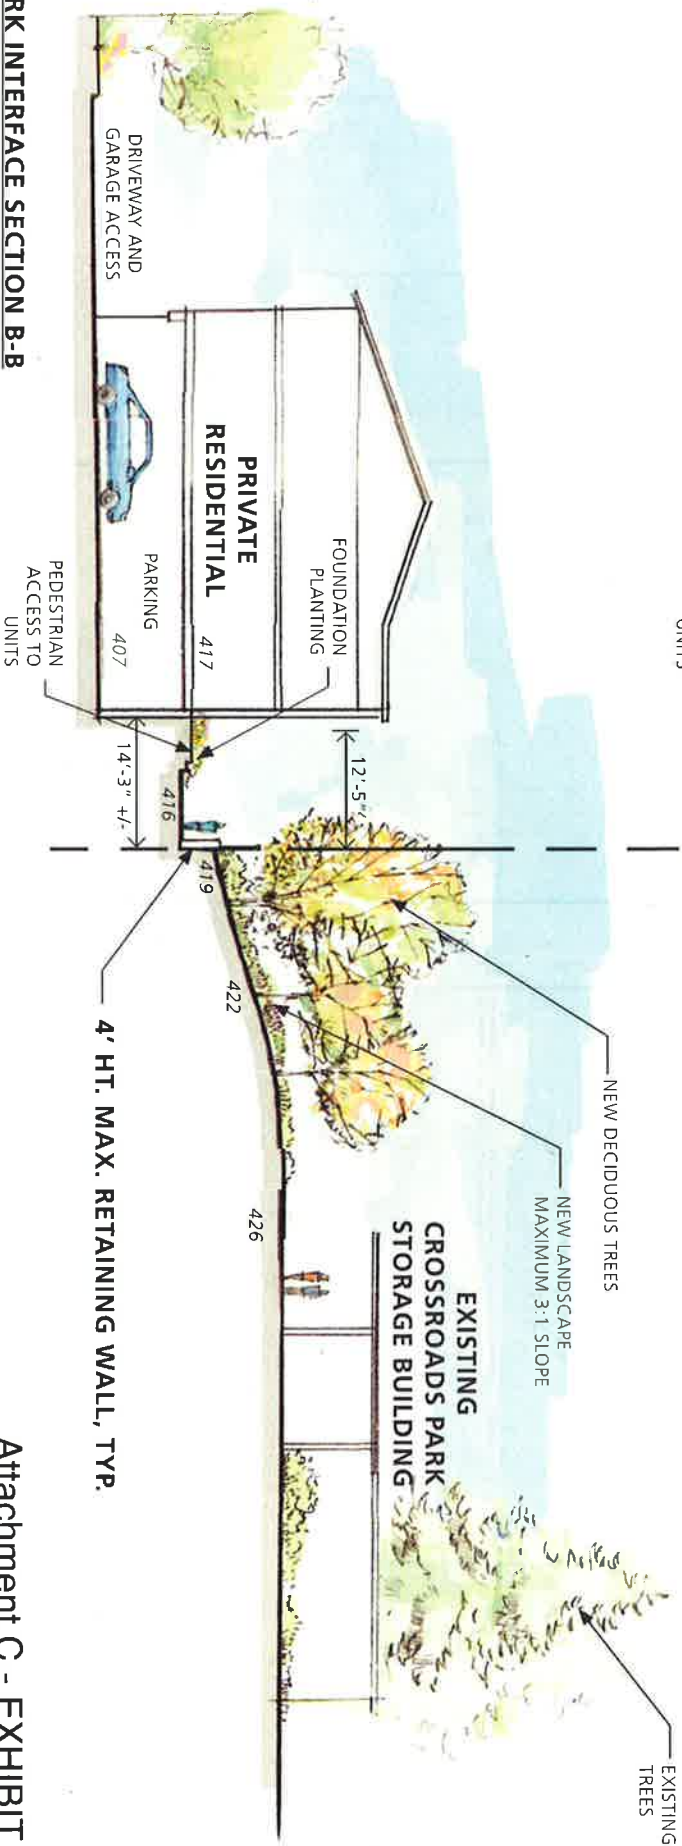 UNITS
NEW DECIDUOUS TREES
NEW LANDSCAPE
MAXIMUM 3:1 SLOPE
EXISTING
TREES
EXISTING
CROSSROADS PARK
STORAGE BUILDING
FOUNDATION
PLANTING
12'-5"
PRIVATE
RESIDENTIAL
DRIVEWAY AND
GARAGE ACCESS
PARKING
417
407
416
419
422
426
14'-3" +/-
PEDESTRIAN
ACCESS TO
UNITS
4' HT. MAX. RETAINING WALL, TYP.
RK INTERFACE SECTION B-B
Attachment C - EXHIBIT